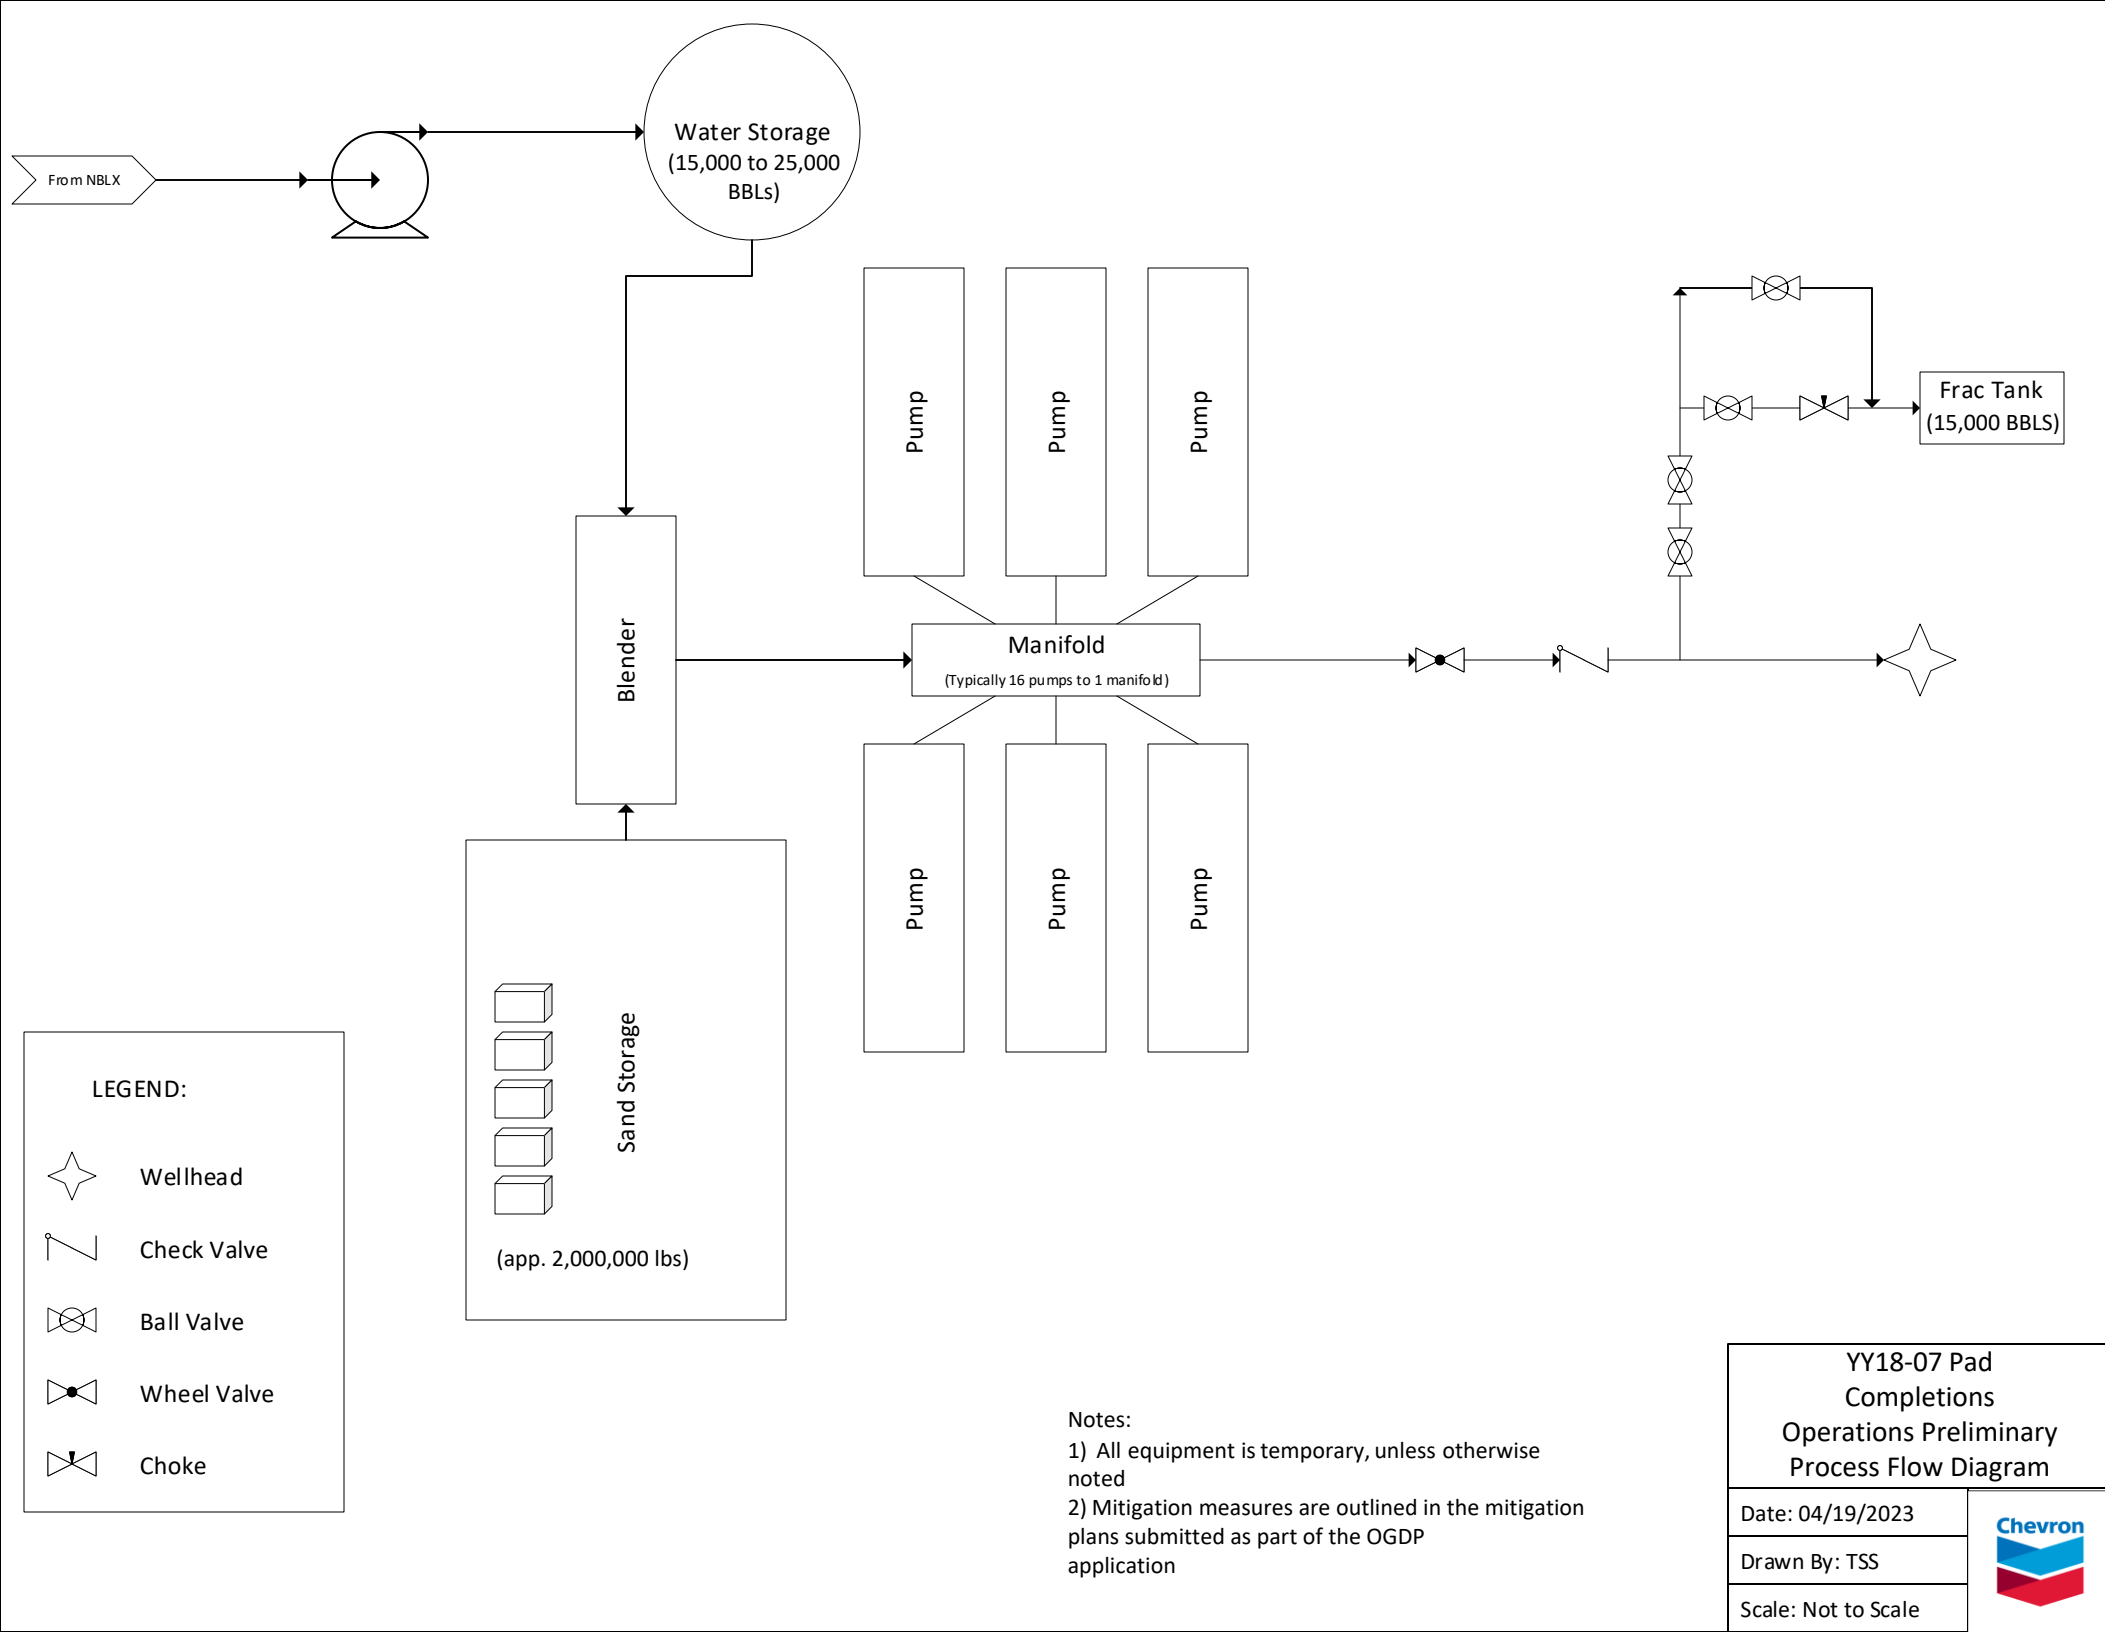 From NBLX
Water Storage
(15,000 to 25,000
BBLs)
Pump
Pump
Pump
Frac Tank
(15,000 BBLS)
Blender
Manifold
(Typically 16 pumps to 1 manifold)
Pump
Pump
Pump
Sand Storage
(app. 2,000,000 lbs)
LEGEND:
Wellhead
Check Valve
Ball Valve
Wheel Valve
Choke
Notes:
1) All equipment is temporary, unless otherwise
noted
2) Mitigation measures are outlined in the mitigation
plans submitted as part of the OGDP
application
YY18-07 Pad
Completions
Operations Preliminary
Process Flow Diagram
Date: 04/19/2023
Drawn By: TSS
Scale: Not to Scale
Chevron